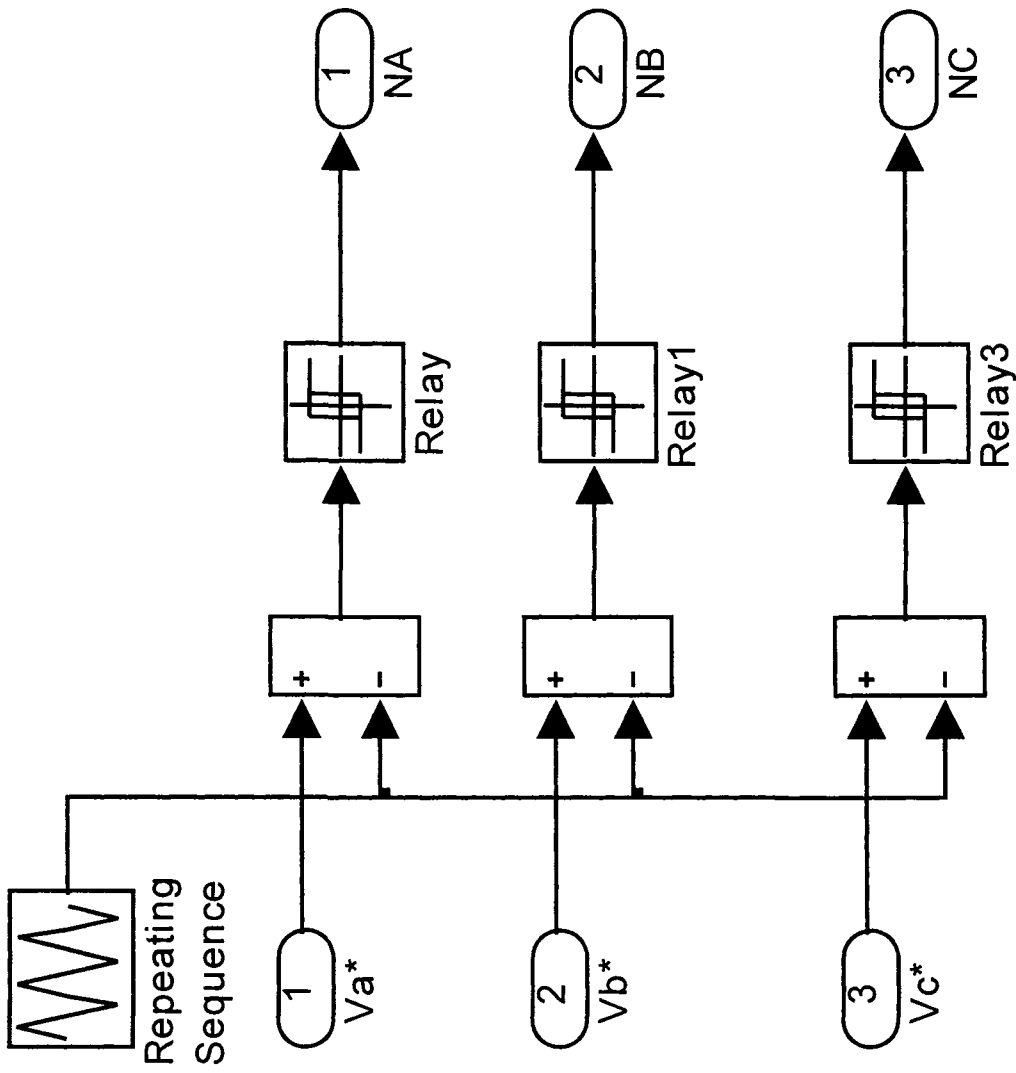 Repeating
Sequence
1
Va*
+
-
Relay
1
NA
2
Vb*
+
-
Relay1
2
NB
3
Vc*
+
-
Relay3
3
NC